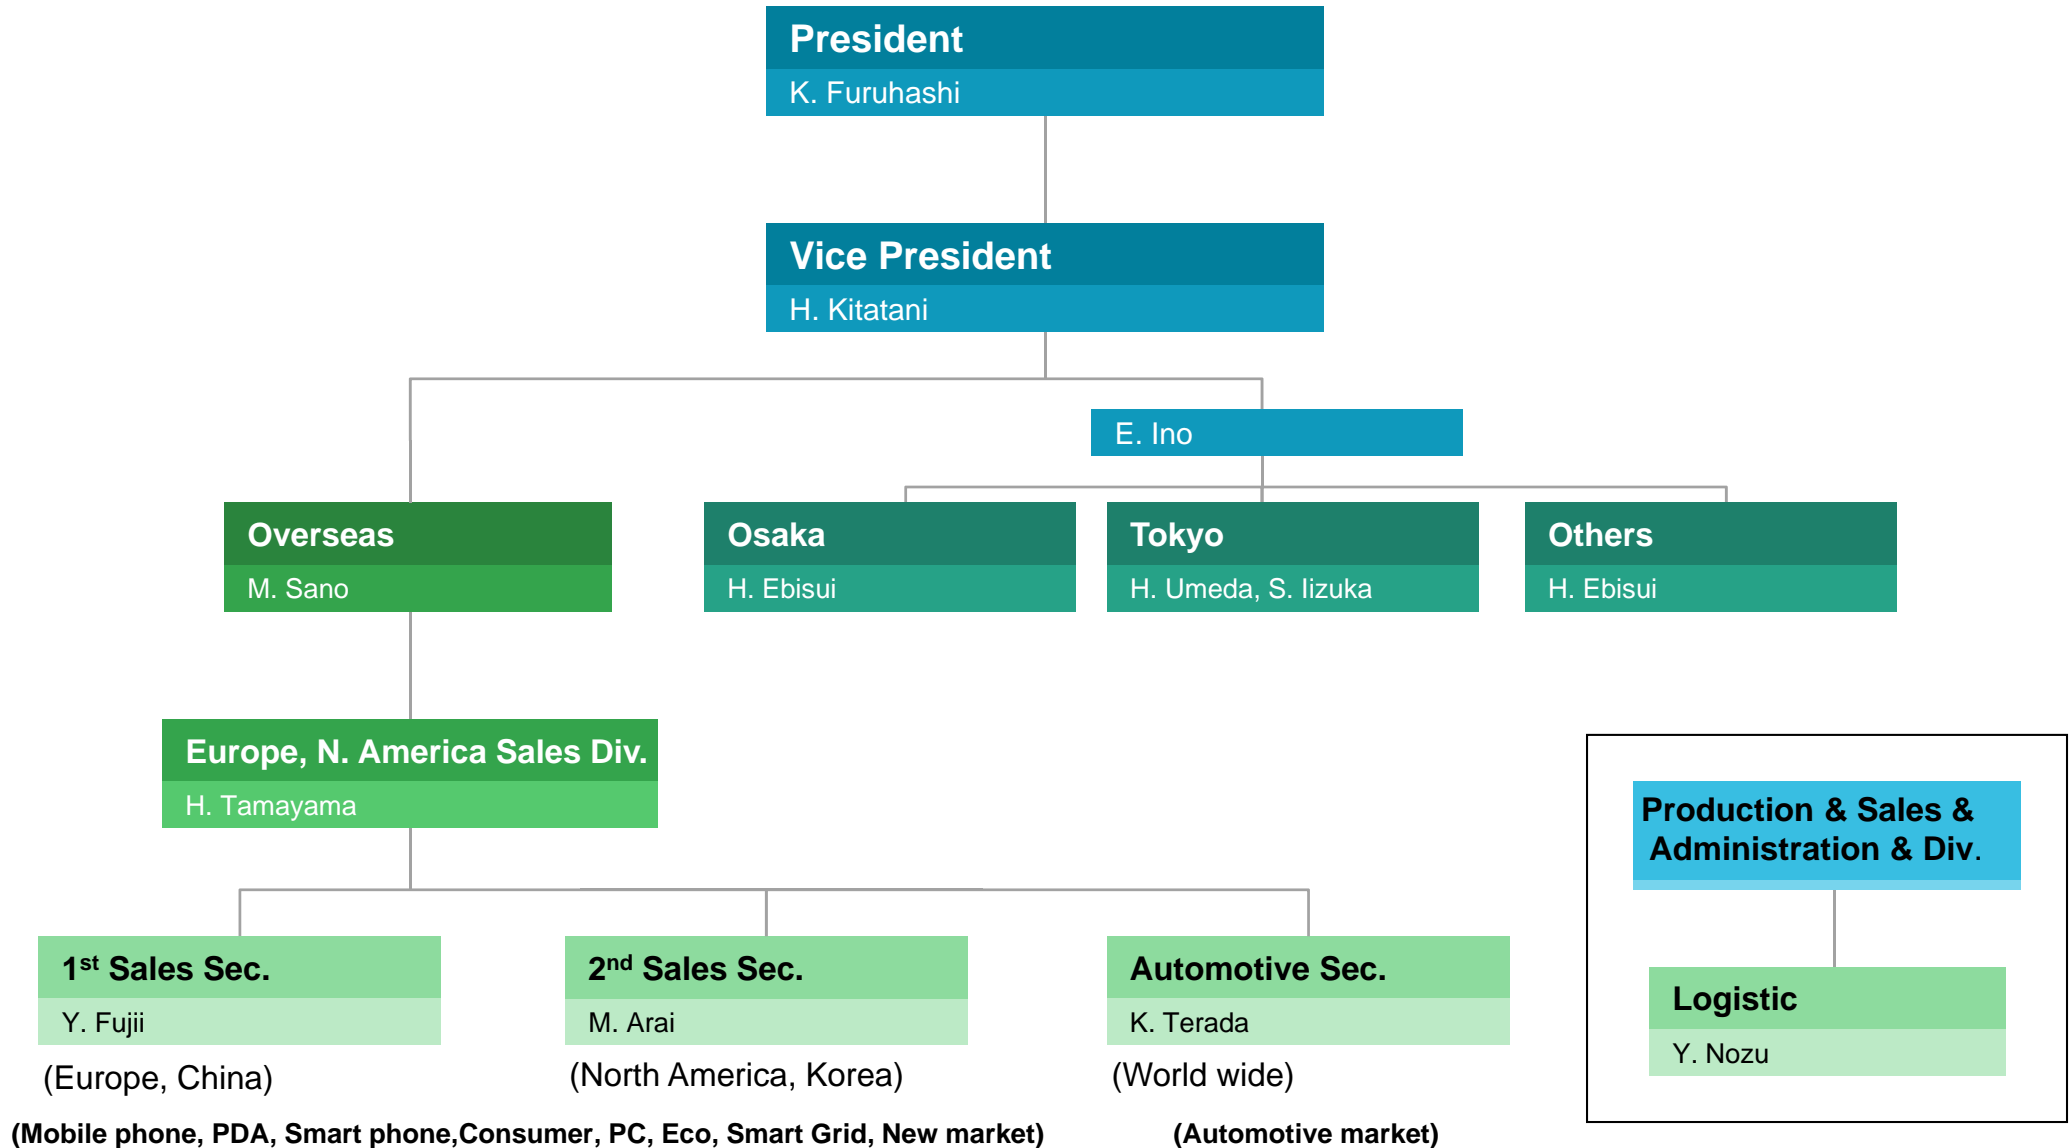 President
K. Furuhashi
Vice President
H. Kitatani
E. Ino
Overseas
M. Sano
Osaka
H. Ebisui
Tokyo
H. Umeda, S. Iizuka
Others
H. Ebisui
Europe, N. America Sales Div.
H. Tamayama
Production & Sales &
Administration & Div.
1st Sales Sec.
Y. Fujii
(Europe, China)
2nd Sales Sec.
M. Arai
(North America, Korea)
Automotive Sec.
K. Terada
(World wide)
Logistic
Y. Nozu
(Mobile phone, PDA, Smart phone,Consumer, PC, Eco, Smart Grid, New market)
(Automotive market)